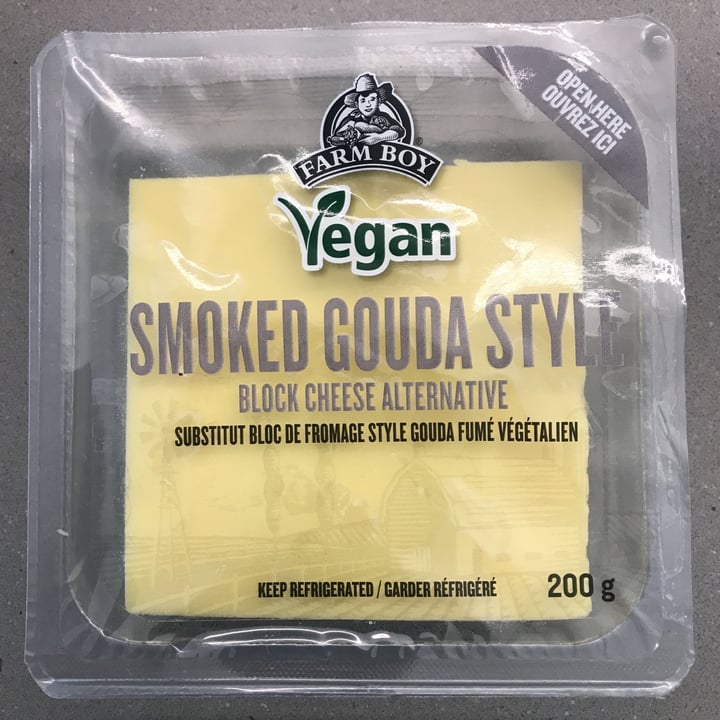 OPEN HERE
OUVREZ ICI
FARM BOY
Vegan
SMOKED GOUDA STYLE
BLOCK CHEESE ALTERNATIVE
SUBSTITUT BLOC DE FROMAGE STYLE GOUDA FUMÉ VÉGÉTALIEN
KEEP REFRIGERATED / GARDER RÉFRIGÉRÉ
200 g